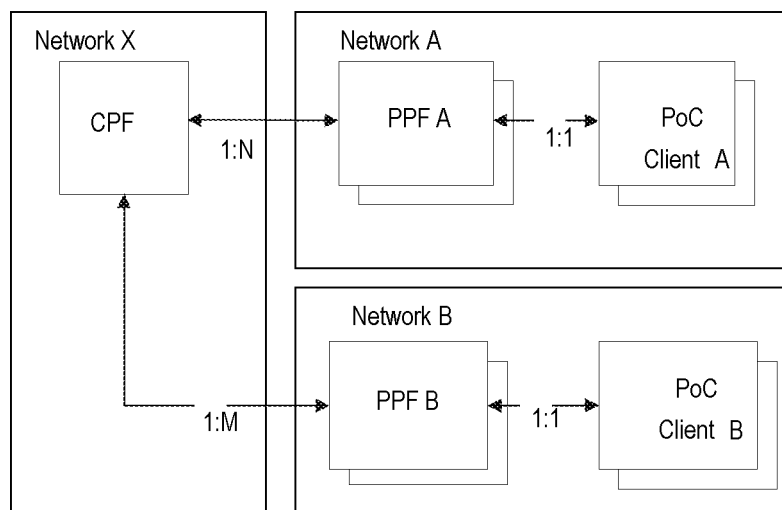 Network X
CPF
1:N
1:M
Network A
PPF A
1:1
PoC
Client A
Network B
PPF B
1:1
PoC
Client B